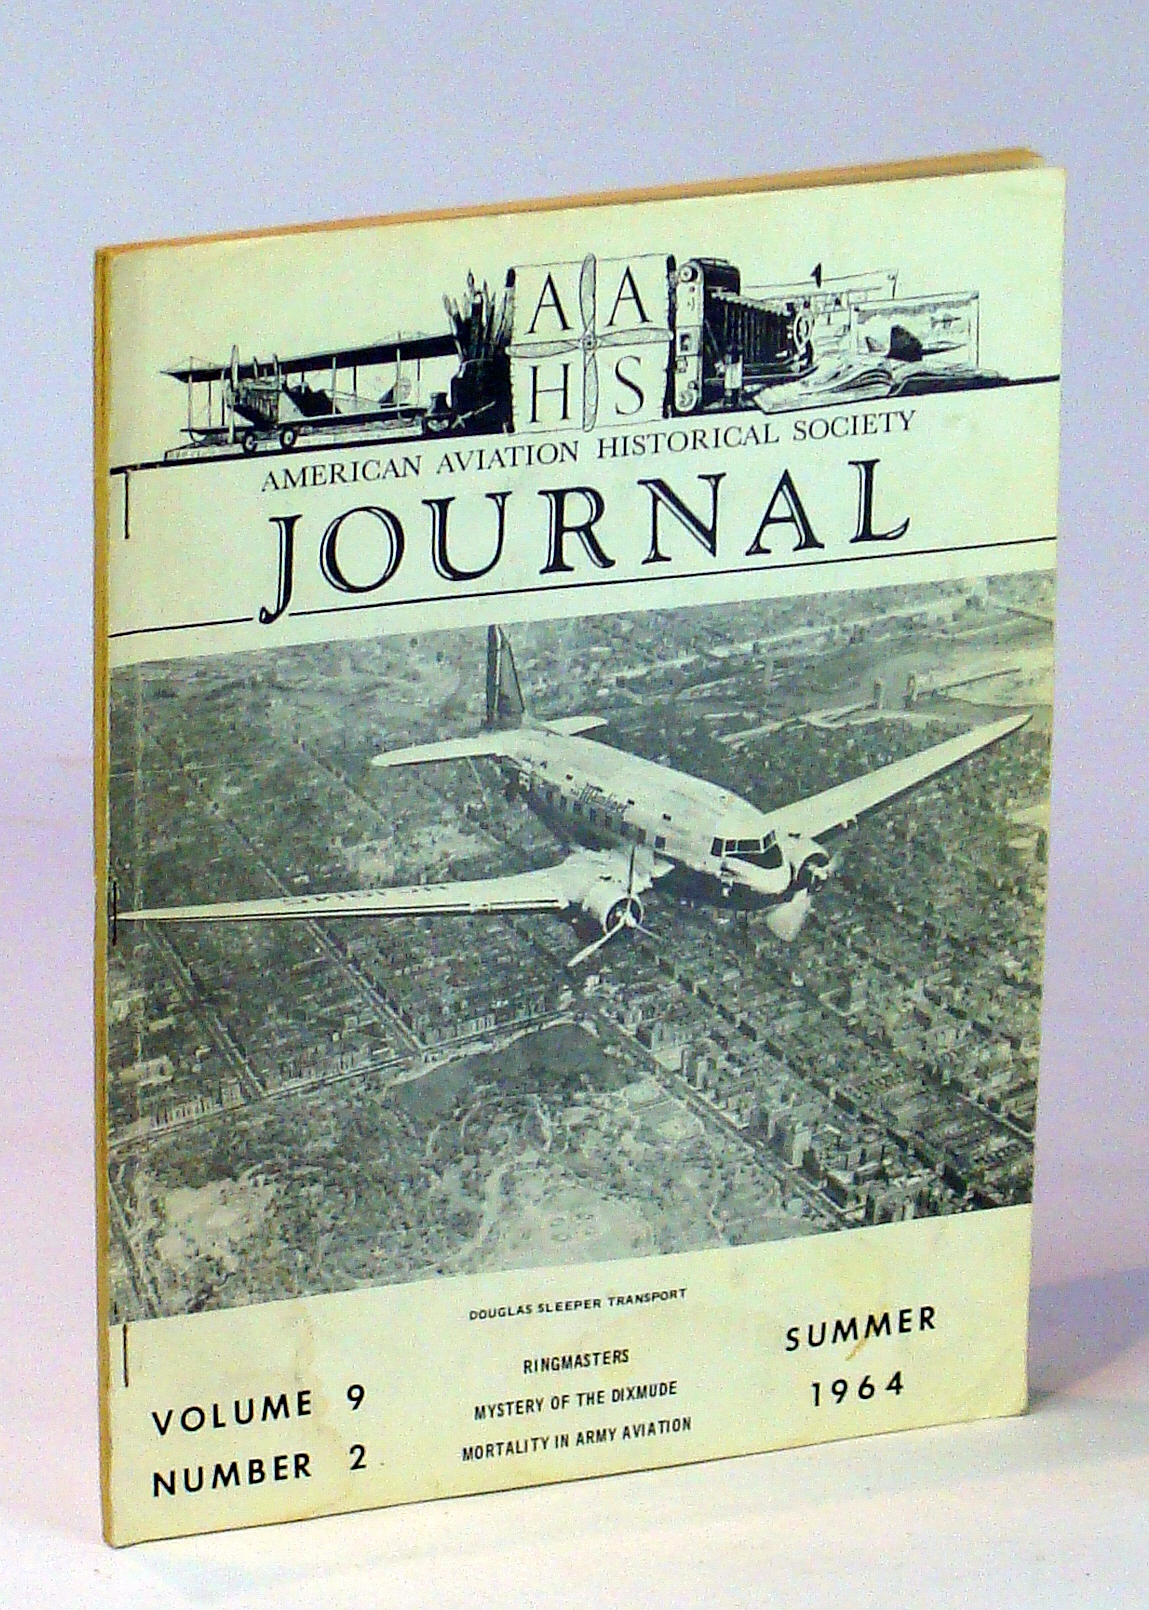 A A
H S
AMERICAN AVIATION HISTORICAL SOCIETY
JOURNAL
DOUGLAS SLEEPER TRANSPORT
RINGMASTERS
MYSTERY OF THE DIXMUDE
MORTALITY IN ARMY AVIATION
VOLUME 9
NUMBER 2
SUMMER
1964